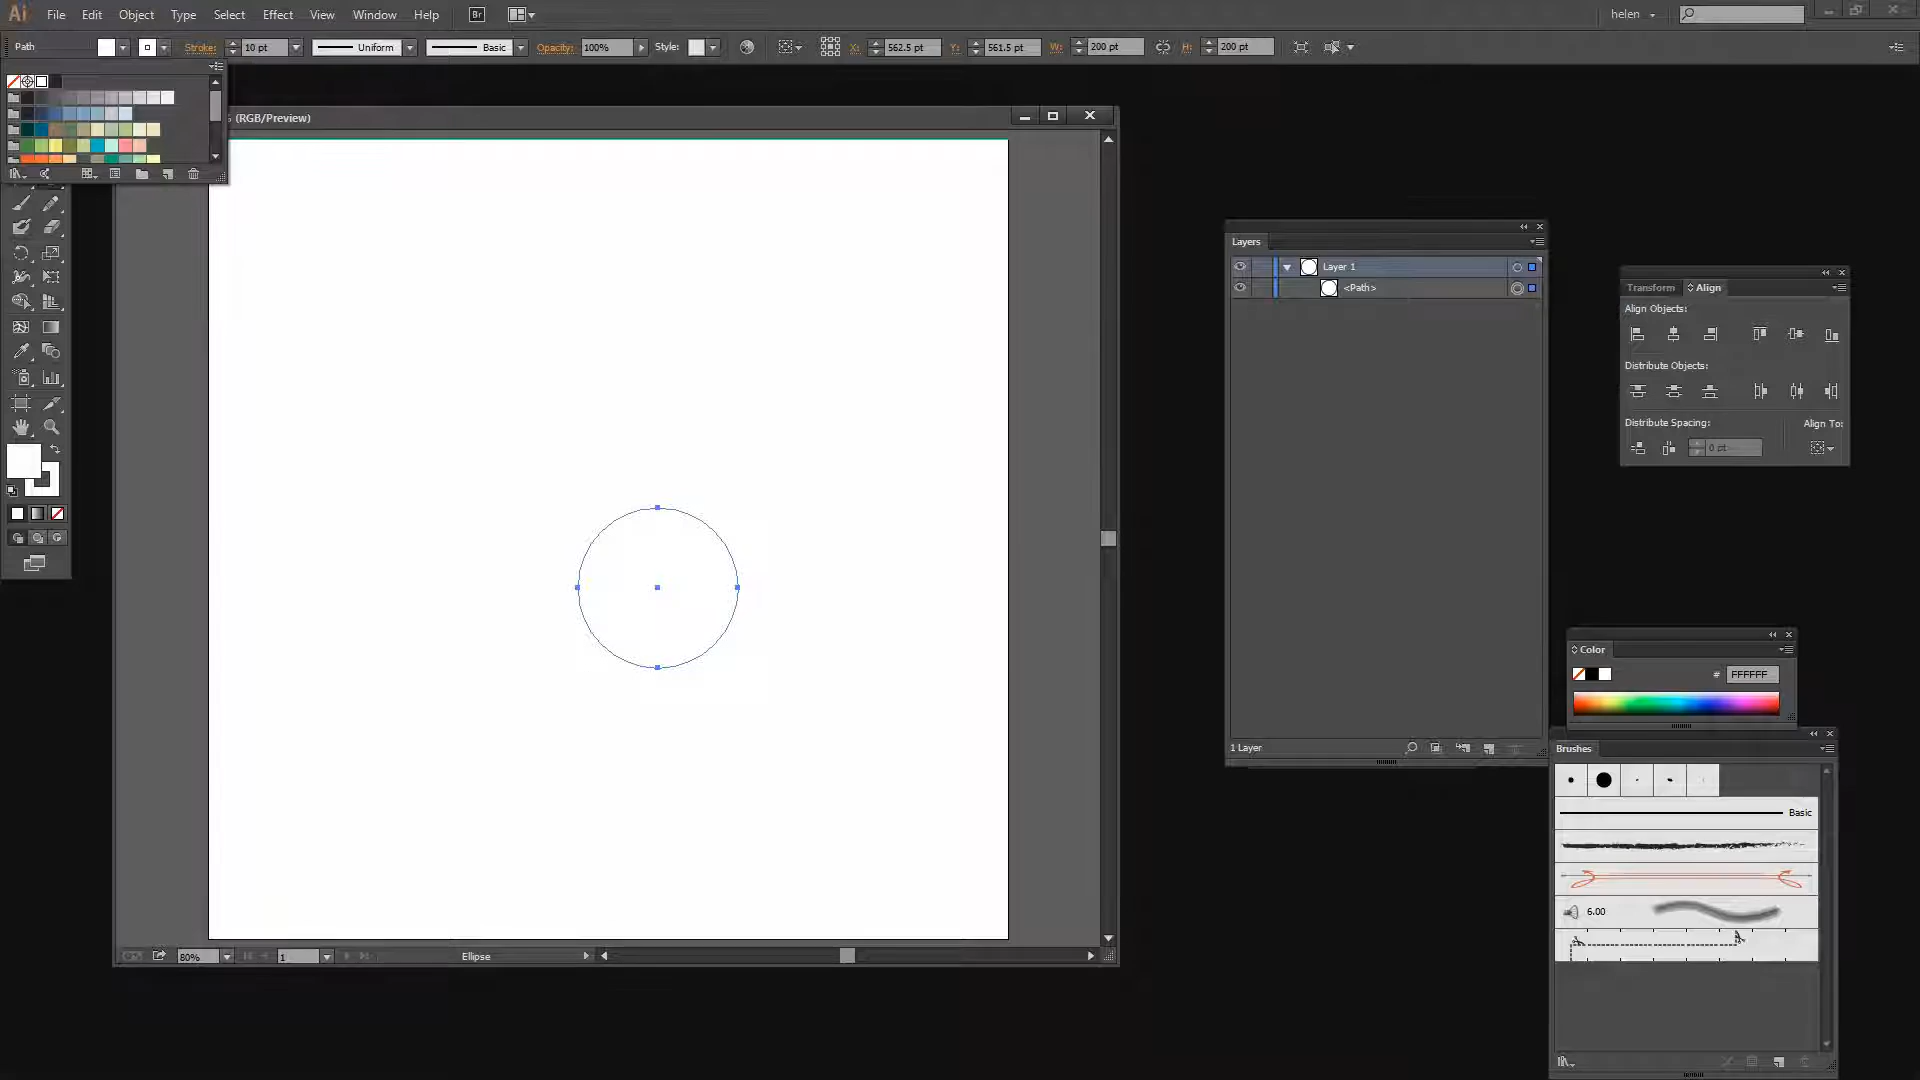 Ai File Edit Object Type Select Effect View Window Help Br helen
Path Stroke: 10 pt Uniform Basic Opacity: 100% Style: X: 562.5 pt Y: 561.5 pt W: 200 pt H: 200 pt
% (RGB/Preview)
Layers
Layer 1
<Path>
1 Layer
Transform Align
Align Objects:
Distribute Objects:
Distribute Spacing: Align To:
0 pt
Color
# FFFFFF
Brushes
Basic
6.00
80% 1 Ellipse